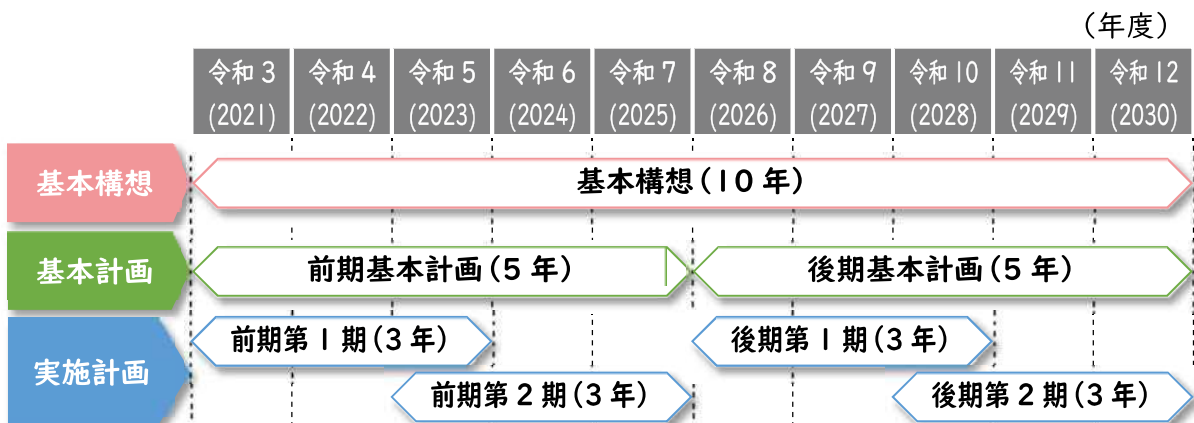 (年度)
令和3 令和4 令和5 令和6 令和7 令和8 令和9 令和10 令和11 令和12
(2021) (2022) (2023) (2024) (2025) (2026) (2027) (2028) (2029) (2030)
基本構想 基本構想(10年)
基本計画 前期基本計画(5年) 後期基本計画(5年)
前期第1期(3年) 後期第1期(3年)
実施計画
前期第2期(3年) 後期第2期(3年)